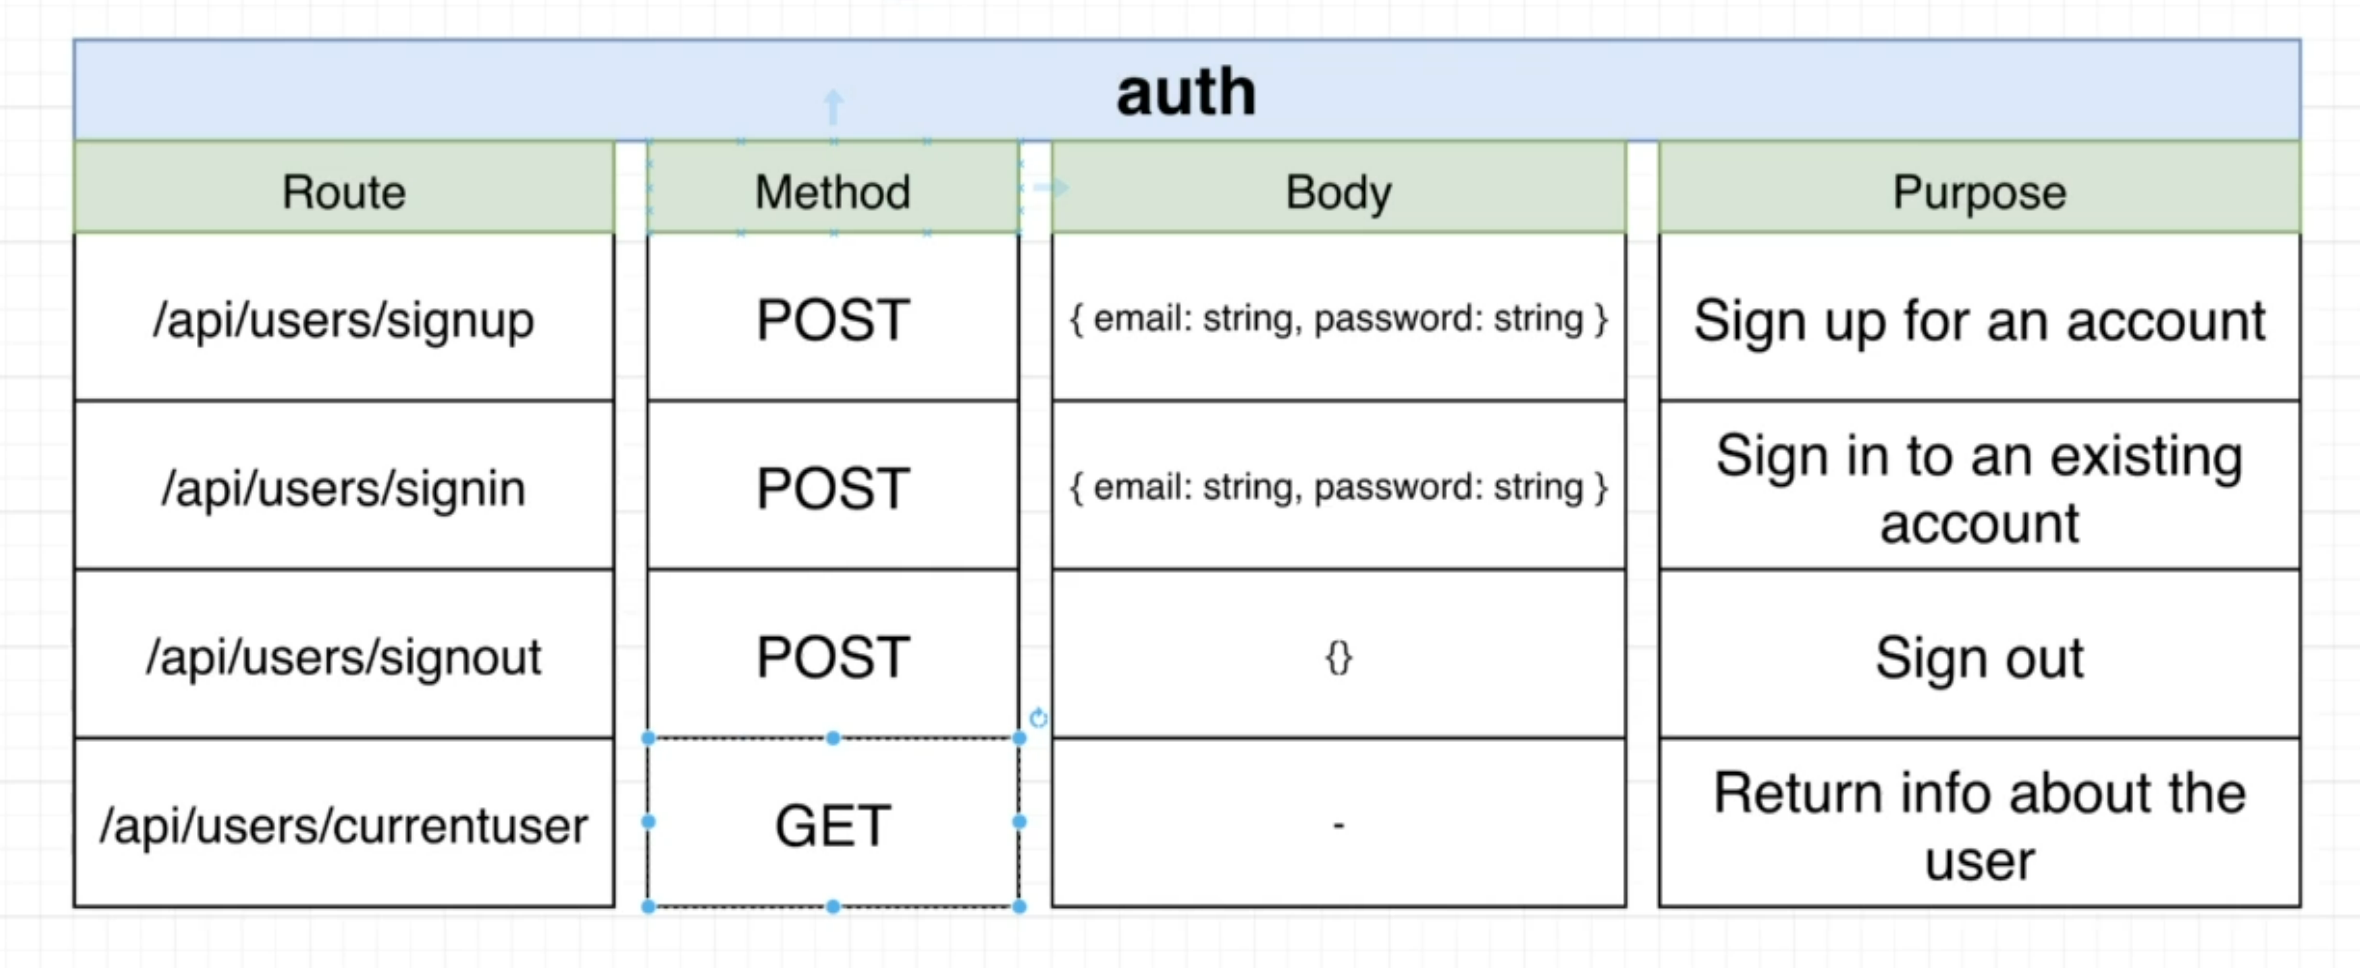 auth
Route Method Body Purpose
/api/users/signup POST { email: string, password: string } Sign up for an account
/api/users/signin POST { email: string, password: string } Sign in to an existing
account
/api/users/signout POST {} Sign out
/api/users/currentuser GET - Return info about the
user